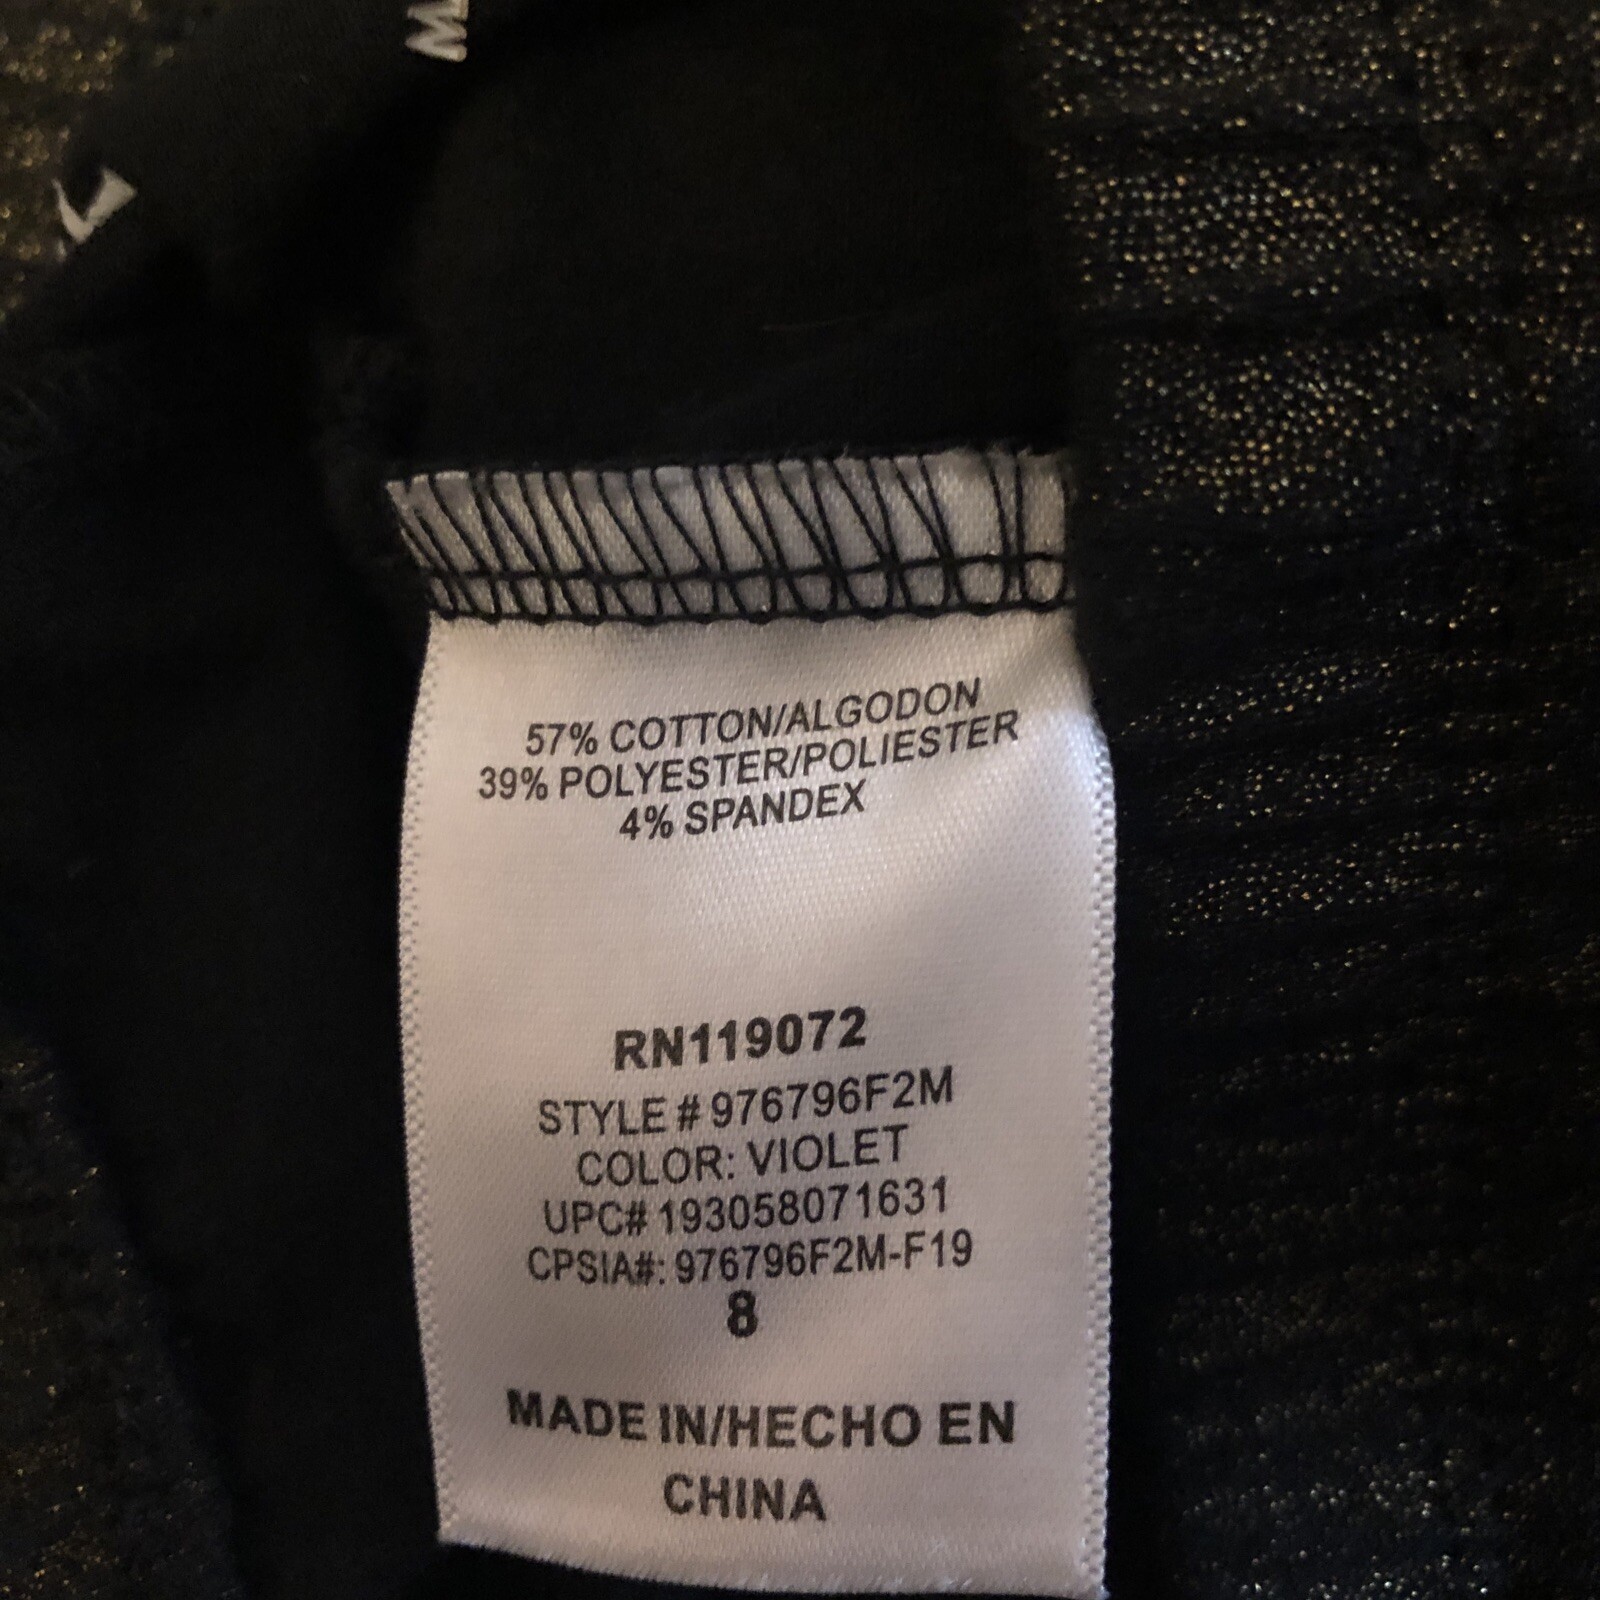 57% COTTON/ALGODON
39% POLYESTER/POLIESTER
4% SPANDEX
RN119072
STYLE # 976796F2M
COLOR: VIOLET
UPC# 193058071631
CPSIA#: 976796F2M-F19
8
MADE IN/HECHO EN
CHINA